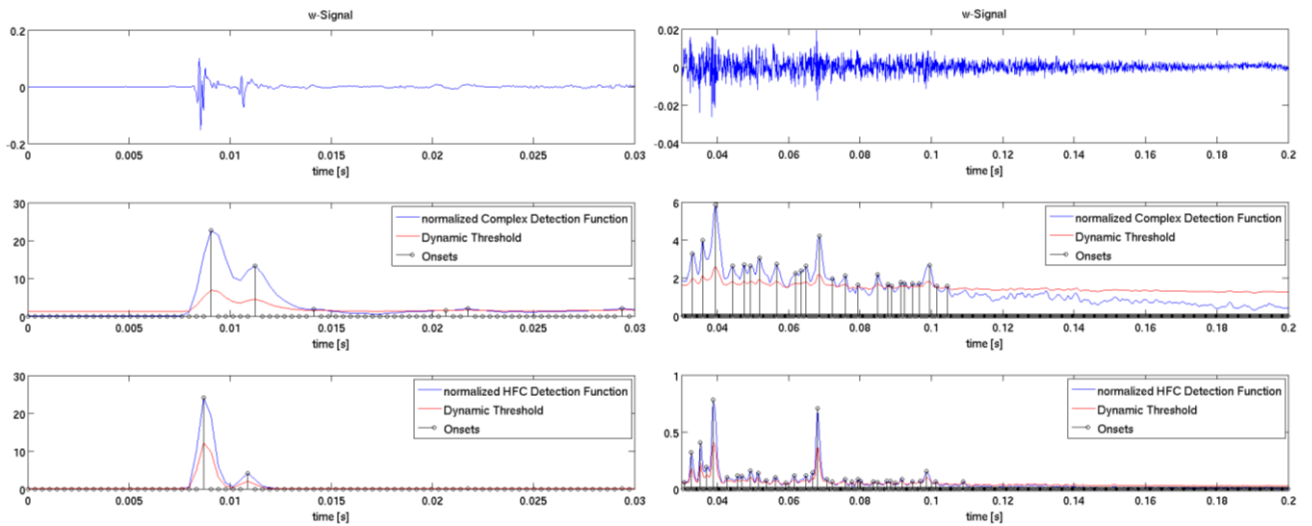 w-Signal
0.2
0
-0.2
0 0.005 0.01 0.015 0.02 0.025 0.03
time [s]
30
20
10
0
normalized Complex Detection Function
Dynamic Threshold
Onsets
0 0.005 0.01 0.015 0.02 0.025 0.03
time [s]
30
20
10
0
normalized HFC Detection Function
Dynamic Threshold
Onsets
0 0.005 0.01 0.015 0.02 0.025 0.03
time [s]
w-Signal
0.02
0
-0.02
-0.04
0.04 0.06 0.08 0.1 0.12 0.14 0.16 0.18 0.2
time [s]
6
4
2
0
normalized Complex Detection Function
Dynamic Threshold
Onsets
0.04 0.06 0.08 0.1 0.12 0.14 0.16 0.18 0.2
time [s]
1
0.5
0
normalized HFC Detection Function
Dynamic Threshold
Onsets
0.04 0.06 0.08 0.1 0.12 0.14 0.16 0.18 0.2
time [s]